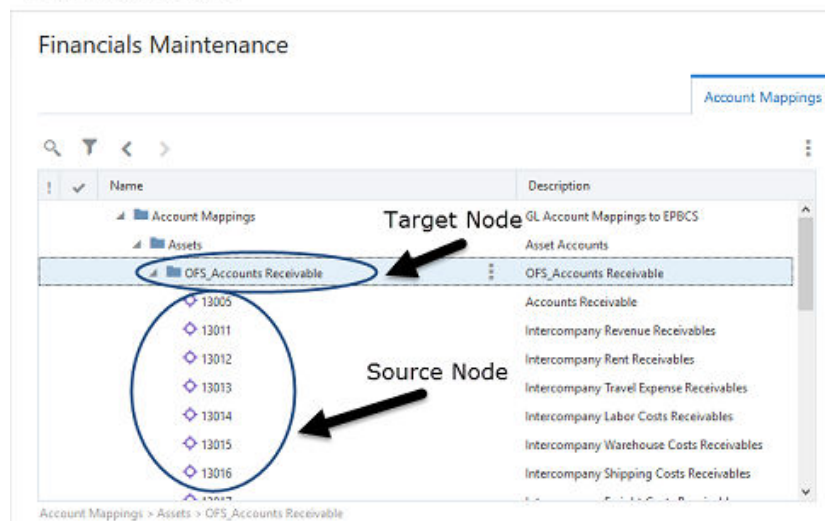 Financials Maintenance
Account Mappings
! Name Description
Account Mappings GL Account Mappings to EPBCS
Target Node
Assets Asset Accounts
OFS_Accounts Receivable OFS_Accounts Receivable
13005 Accounts Receivable
13011 Intercompany Revenue Receivables
13012 Intercompany Rent Receivables
Source Node
13013 Intercompany Travel Expense Receivables
13014 Intercompany Labor Costs Receivables
13015 Intercompany Warehouse Costs Receivables
13016 Intercompany Shipping Costs Receivables
Account Mappings > Assets > OFS_Accounts Receivable